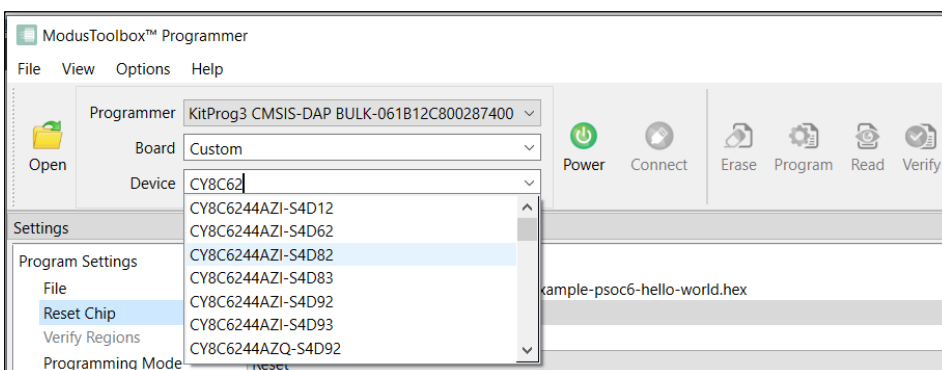 ModusToolbox™ Programmer
File View Options Help
Programmer KitProg3 CMSIS-DAP BULK-061B12C800287400
Board Custom
Device CY8C62
Open
Power
Connect
Erase
Program
Read
Verify
CY8C6244AZI-S4D12
CY8C6244AZI-S4D62
CY8C6244AZI-S4D82
CY8C6244AZI-S4D83
CY8C6244AZI-S4D92
CY8C6244AZI-S4D93
CY8C6244AZQ-S4D92
Settings
Program Settings
File xample-psoc6-hello-world.hex
Reset Chip
Verify Regions
Programming Mode Reset